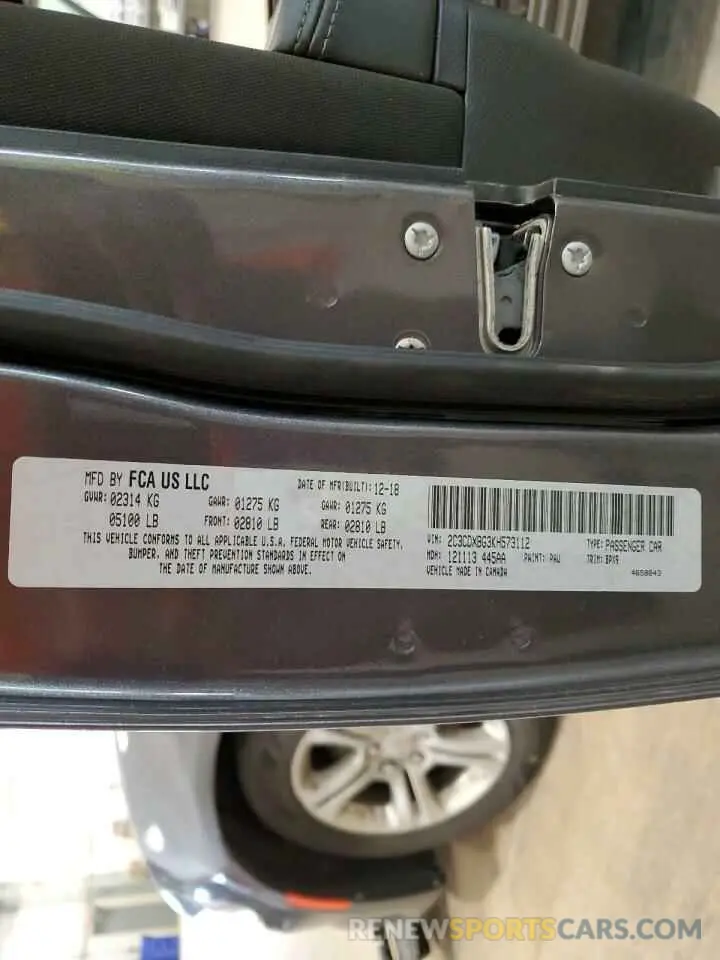 MFD BY FCA US LLC
DATE OF MFR(BUILT): 12-18
GVWR: 02314 KG GAWR: 01275 KG GAWR: 01275 KG
05100 LB FRONT: 02810 LB REAR: 02810 LB
THIS VEHICLE CONFORMS TO ALL APPLICABLE U.S.A. FEDERAL MOTOR VEHICLE SAFETY,
BUMPER, AND THEFT PREVENTION STANDARDS IN EFFECT ON
THE DATE OF MANUFACTURE SHOWN ABOVE.
VIN: 2C3CDXBG3KH573112 TYPE: PASSENGER CAR
MDH: 121113 445AA PAINT: PAU TRIM: BPX9
VEHICLE MADE IN CANADA
RENEWSPORTSCARS.COM